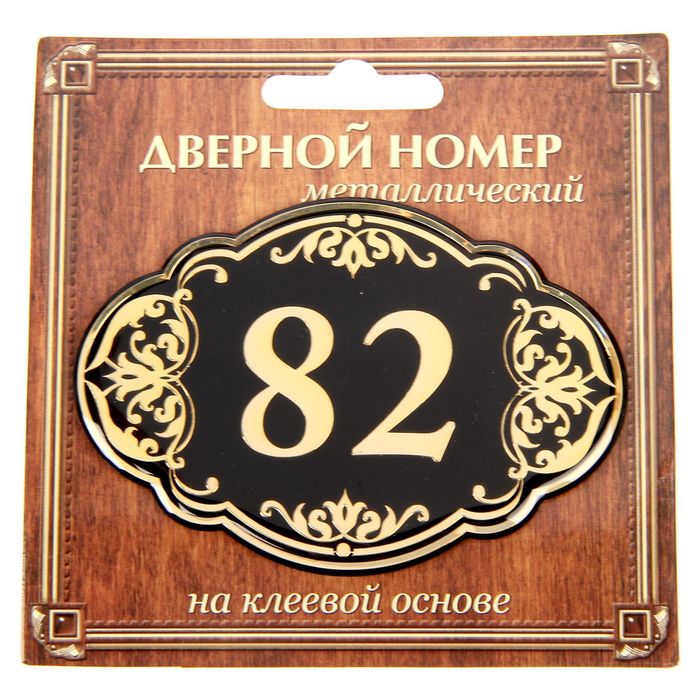 ДВЕРНОЙ НОМЕР
металлический
82
на клеевой основе